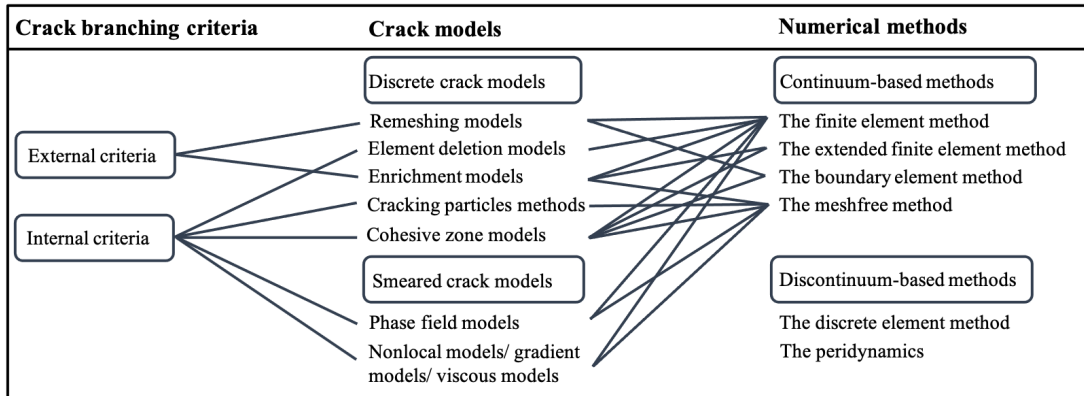 Crack branching criteria
Crack models
Numerical methods
Discrete crack models
Continuum-based methods
Remeshing models
The finite element method
External criteria
Element deletion models
The extended finite element method
Enrichment models
The boundary element method
Cracking particles methods
The meshfree method
Internal criteria
Cohesive zone models
Smeared crack models
Discontinuum-based methods
Phase field models
The discrete element method
Nonlocal models/ gradient
models/ viscous models
The peridynamics